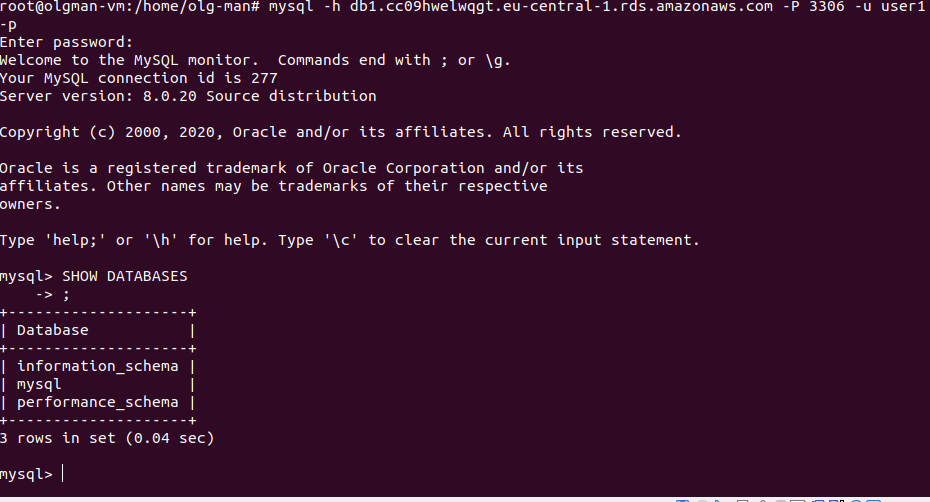 root@olgman-vm:/home/olg-man# mysql -h db1.cc09hwelwqgt.eu-central-1.rds.amazonaws.com -P 3306 -u user1
-p
Enter password:
Welcome to the MySQL monitor.  Commands end with ; or \g.
Your MySQL connection id is 277
Server version: 8.0.20 Source distribution

Copyright (c) 2000, 2020, Oracle and/or its affiliates. All rights reserved.

Oracle is a registered trademark of Oracle Corporation and/or its
affiliates. Other names may be trademarks of their respective
owners.

Type 'help;' or '\h' for help. Type '\c' to clear the current input statement.

mysql> SHOW DATABASES
    -> ;
+--------------------+
| Database           |
+--------------------+
| information_schema |
| mysql              |
| performance_schema |
+--------------------+
3 rows in set (0.04 sec)

mysql>